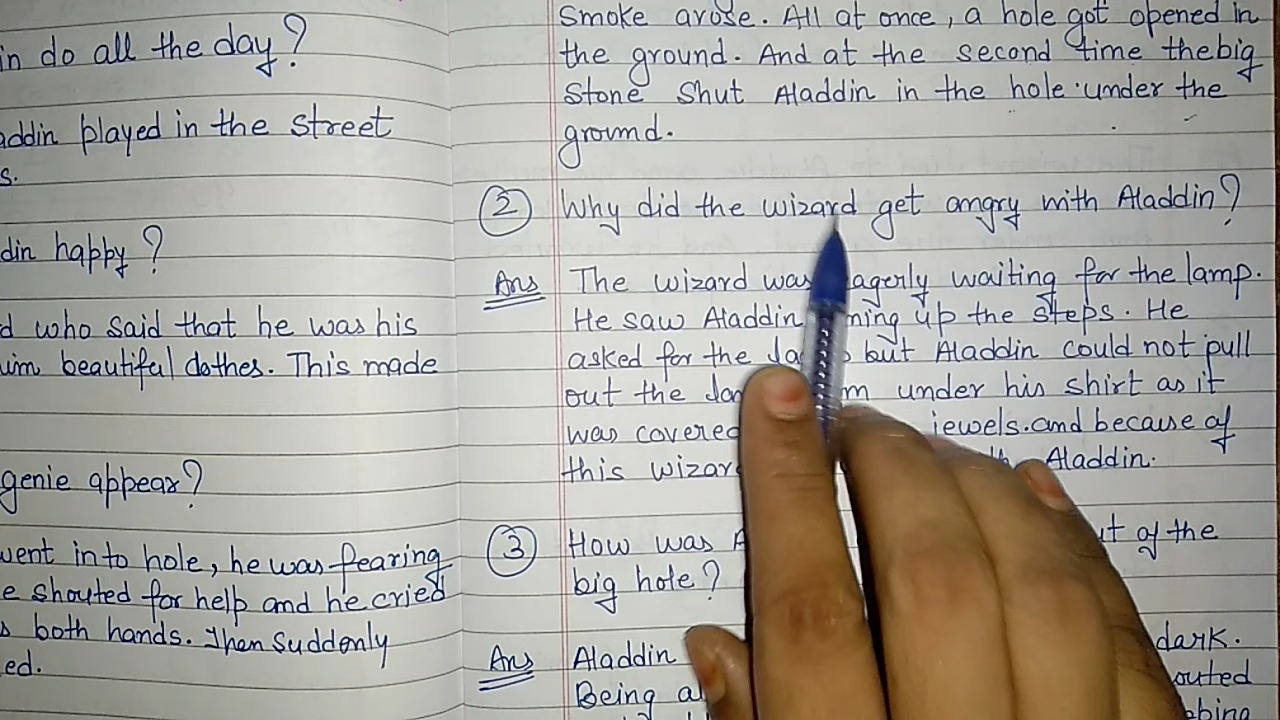 in do all the day?
addin played in the street
s.
din happy?
d who said that he was his
him beautiful clothes. This made
genie appear?
went into hole, he was fearing
e shouted for help and he cried
s both hands. Then suddenly
ed.
Smoke arose. All at once, a hole got opened in
the ground. And at the second time the big
Stone Shut Aladdin in the hole under the
ground.
2 Why did the wizard get angry with Aladdin?
Ans The wizard was eagerly waiting for the lamp.
He saw Aladdin up the steps. He
asked for the but Aladdin could not pull
out the under his shirt as it
was covered jewels. and because of
this Aladdin.
3 How was of the
big hole?
Ans Aladdin dark.
Being